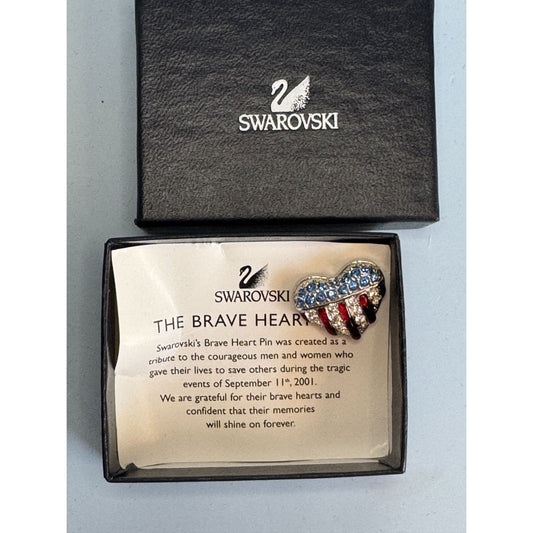 SWAROVSKI
SWAROVSKI
THE BRAVE HEART
Swarovski's Brave Heart Pin was created as a
tribute to the courageous men and women who
gave their lives to save others during the tragic
events of September 11th, 2001.
We are grateful for their brave hearts and
confident that their memories
will shine on forever.